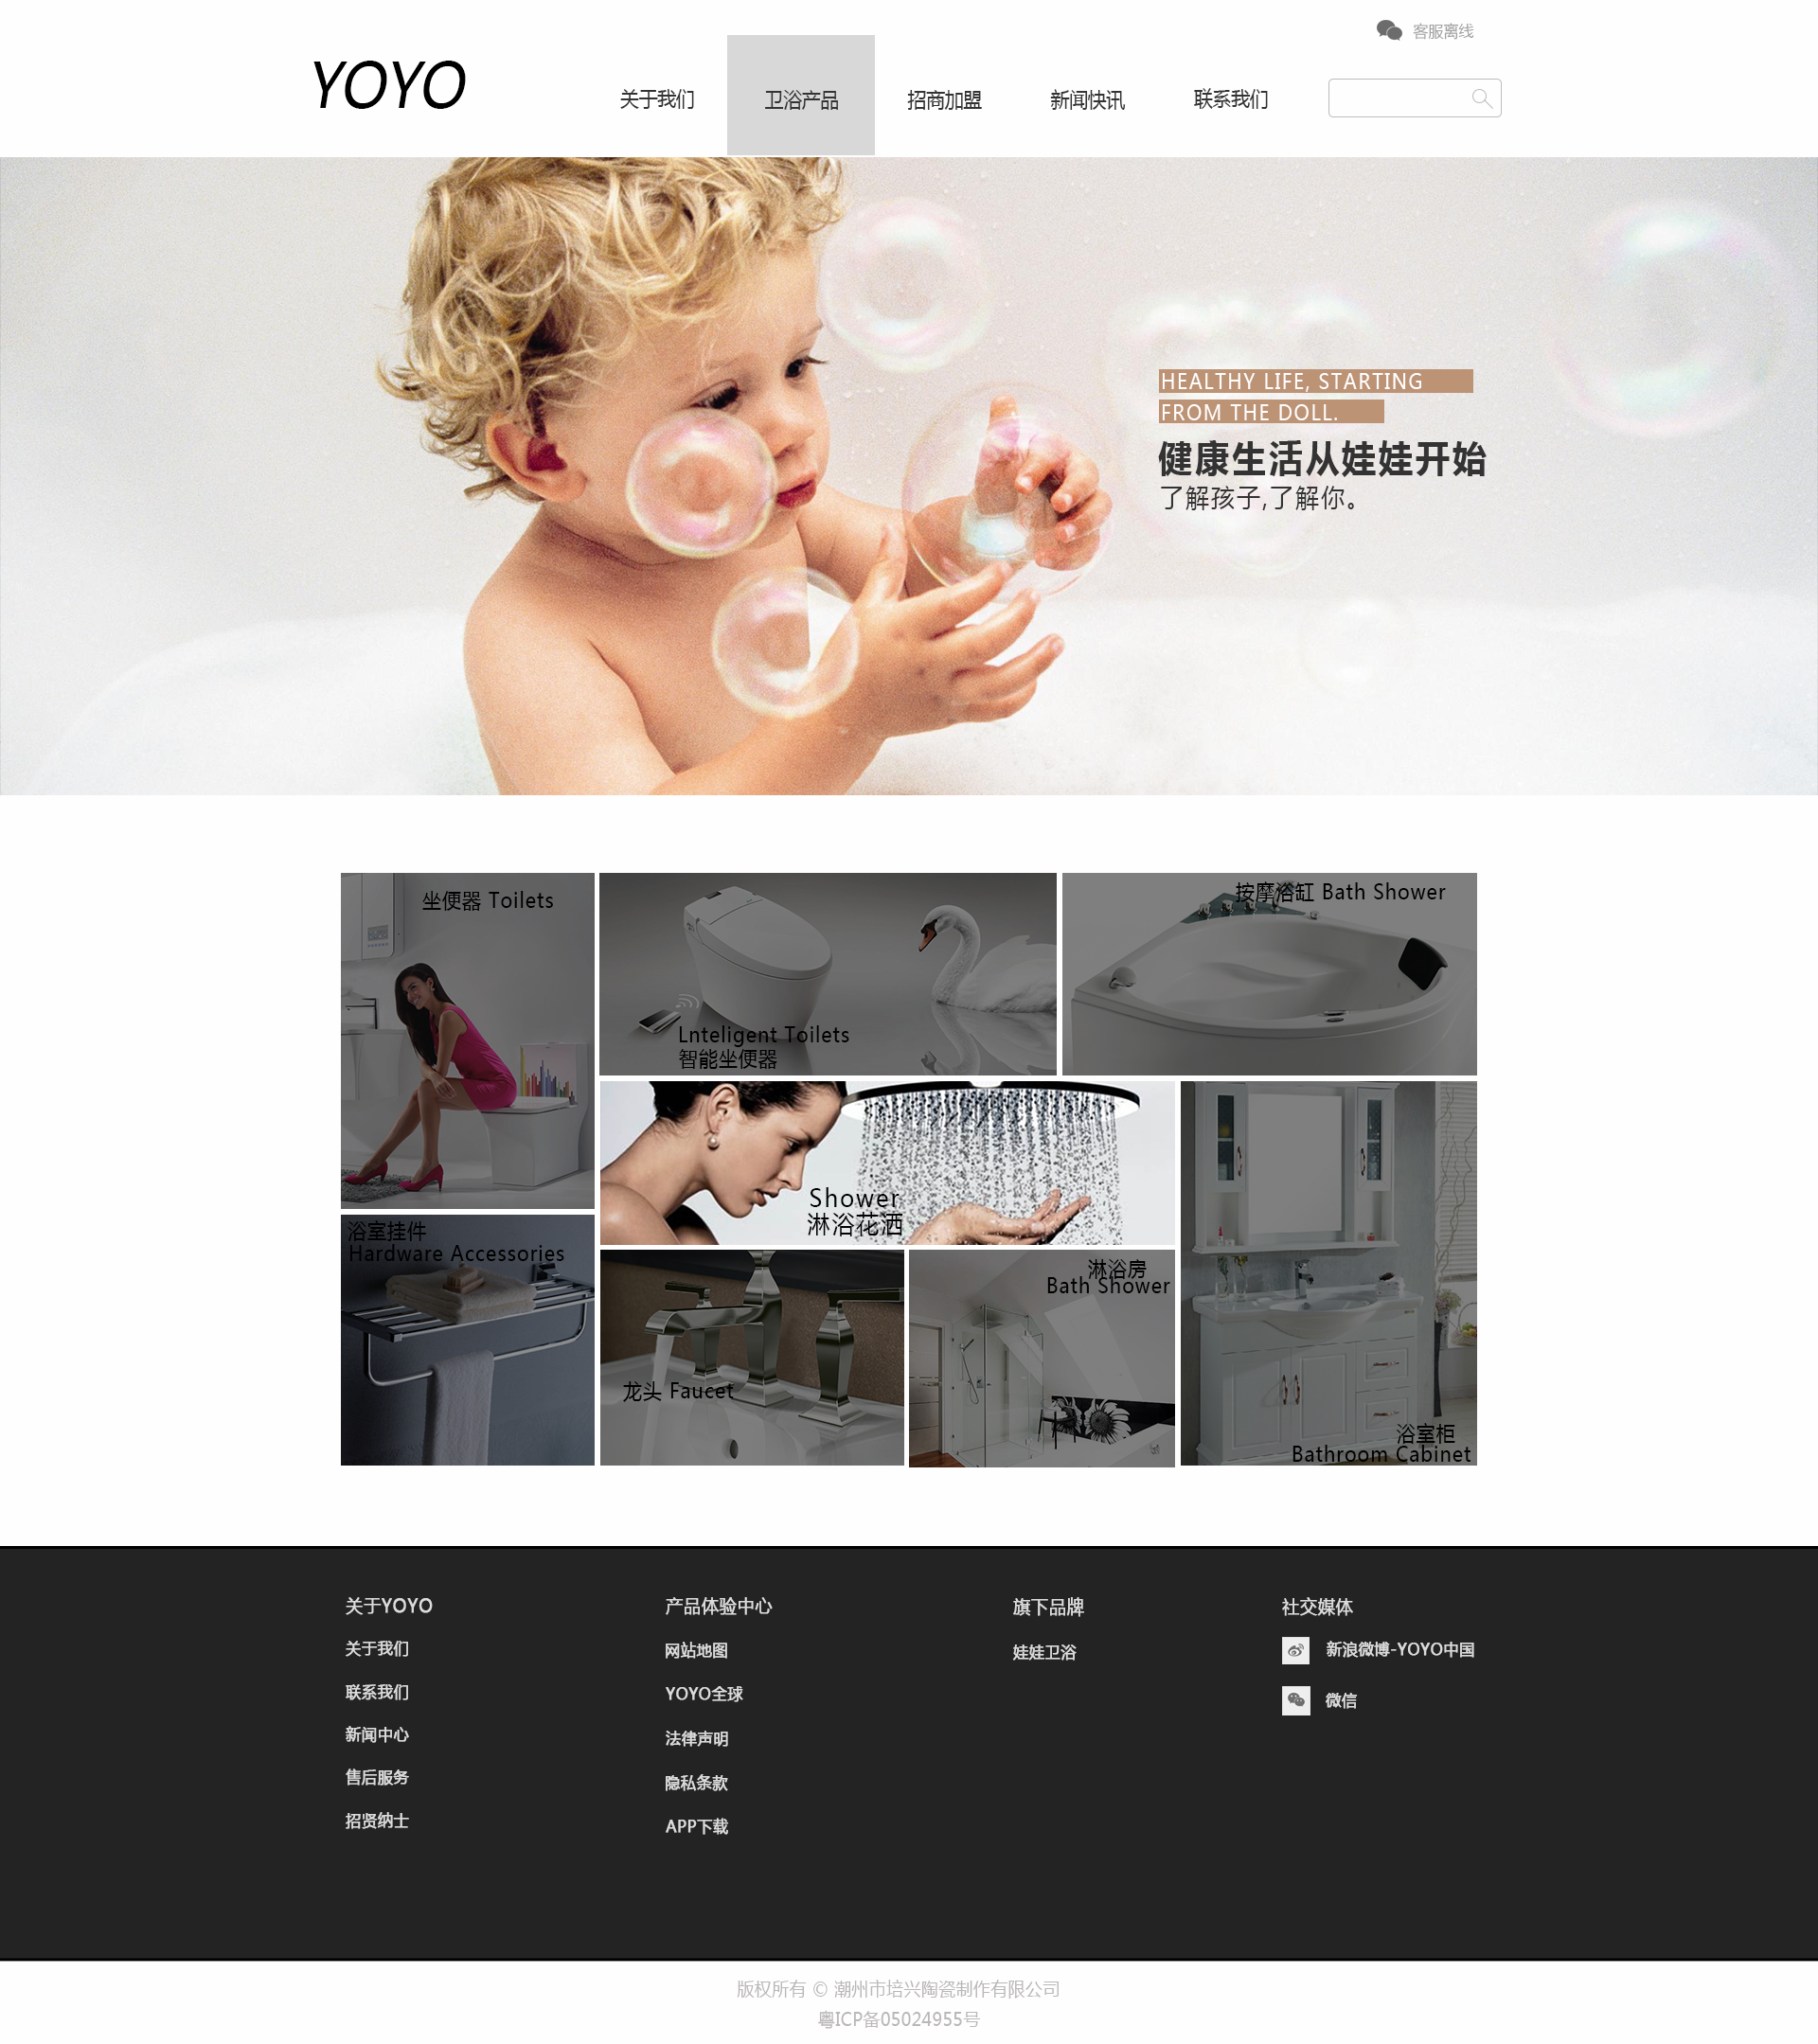 客服离线
YOYO
关于我们
卫浴产品
招商加盟
新闻快讯
联系我们
HEALTHY LIFE, STARTING
FROM THE DOLL.
健康生活从娃娃开始
了解孩子,了解你。
坐便器 Toilets
Lnteligent Toilets
智能坐便器
按摩浴缸 Bath Shower
Shower
淋浴花洒
浴室挂件
Hardware Accessories
龙头 Faucet
淋浴房
Bath Shower
浴室柜
Bathroom Cabinet
关于YOYO
关于我们
联系我们
新闻中心
售后服务
招贤纳士
产品体验中心
网站地图
YOYO全球
法律声明
隐私条款
APP下载
旗下品牌
娃娃卫浴
社交媒体
新浪微博-YOYO中国
微信
版权所有 © 潮州市培兴陶瓷制作有限公司
粤ICP备05024955号